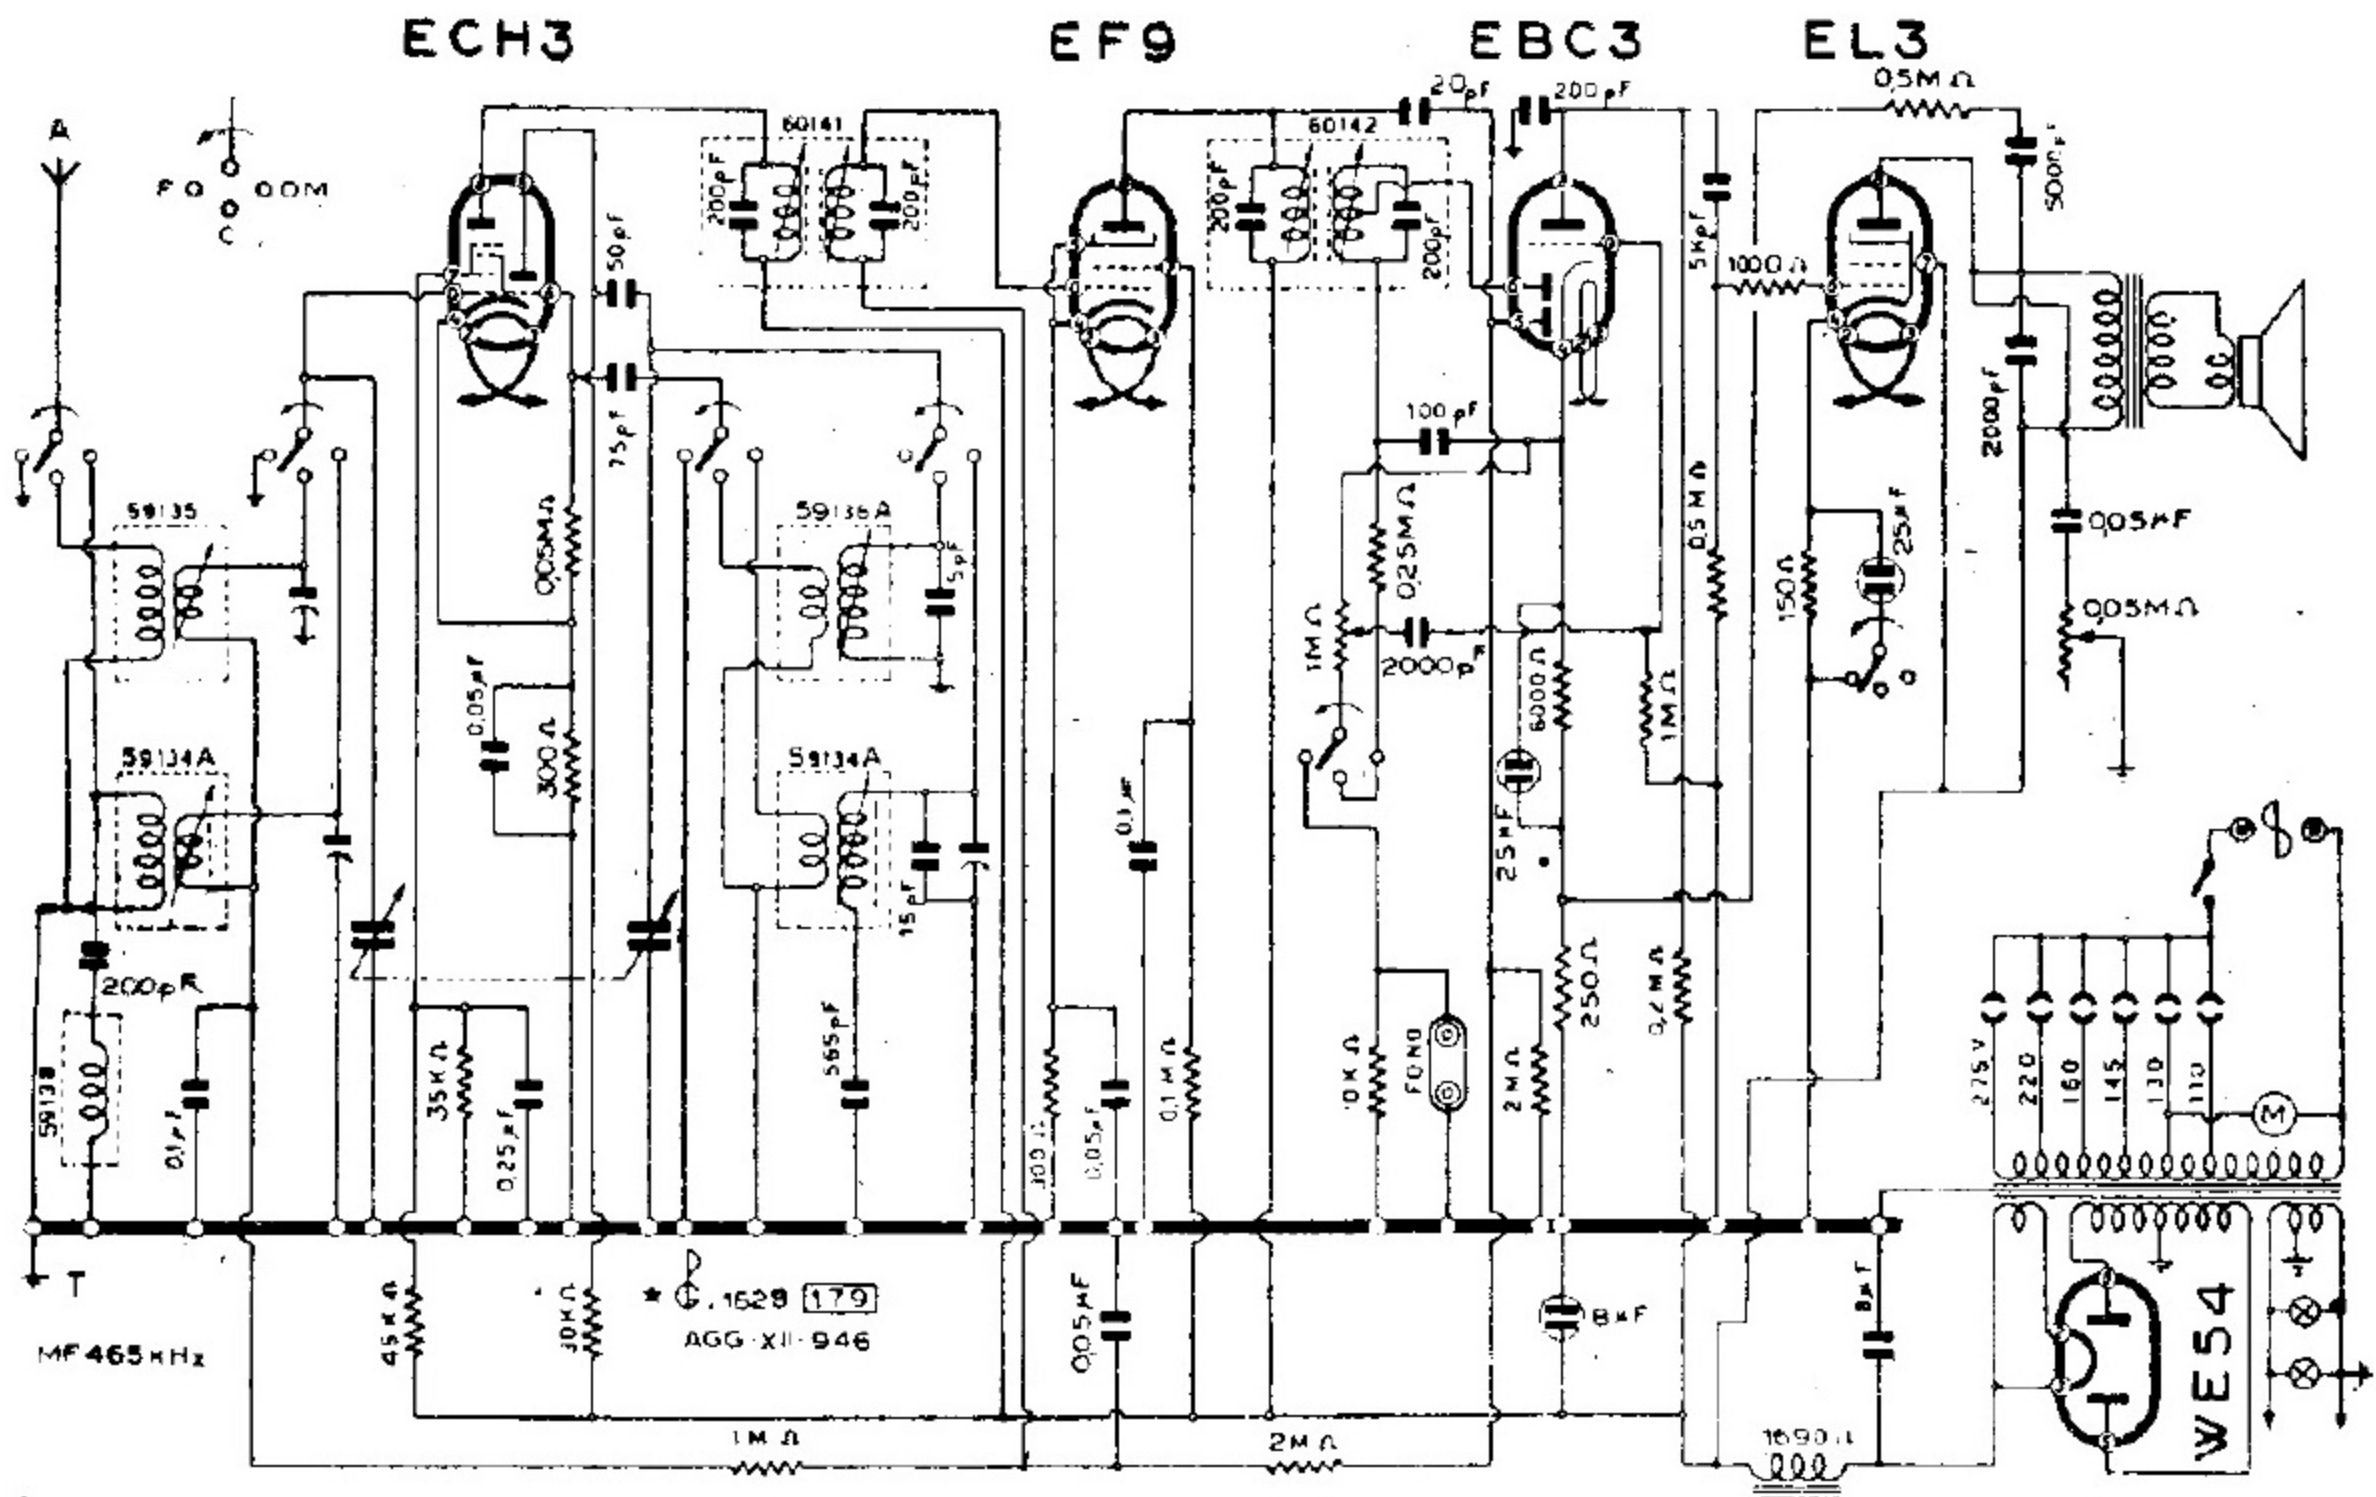 ECH3
EF9
EBC3
EL3
A
F
M
C
60141
200pF
200pF
60142
200pF
200pF
20pF
200pF
0,5MΩ
5000pF
5KpF
1000Ω
50pF
75pF
100pF
2000pF
59135
0,05MΩ
59136A
5pF
0,25MΩ
1MΩ
2000pF
0,5MΩ
150Ω
25µF
0,05µF
0,05MΩ
0,05µF
300Ω
59134A
59134A
15pF
0,1µF
6000Ω
25µF
1MΩ
200pF
59138
0,1µF
35KΩ
0,25µF
565pF
300Ω
0,05µF
0,1MΩ
10KΩ
FONO
2MΩ
250Ω
0,2MΩ
275V
220
160
145
130
110
M
T
MF 465 KHz
45KΩ
30KΩ
.1628 179
AGG·XII·946
0,05µF
8µF
8µF
WE54
1MΩ
2MΩ
1690Ω